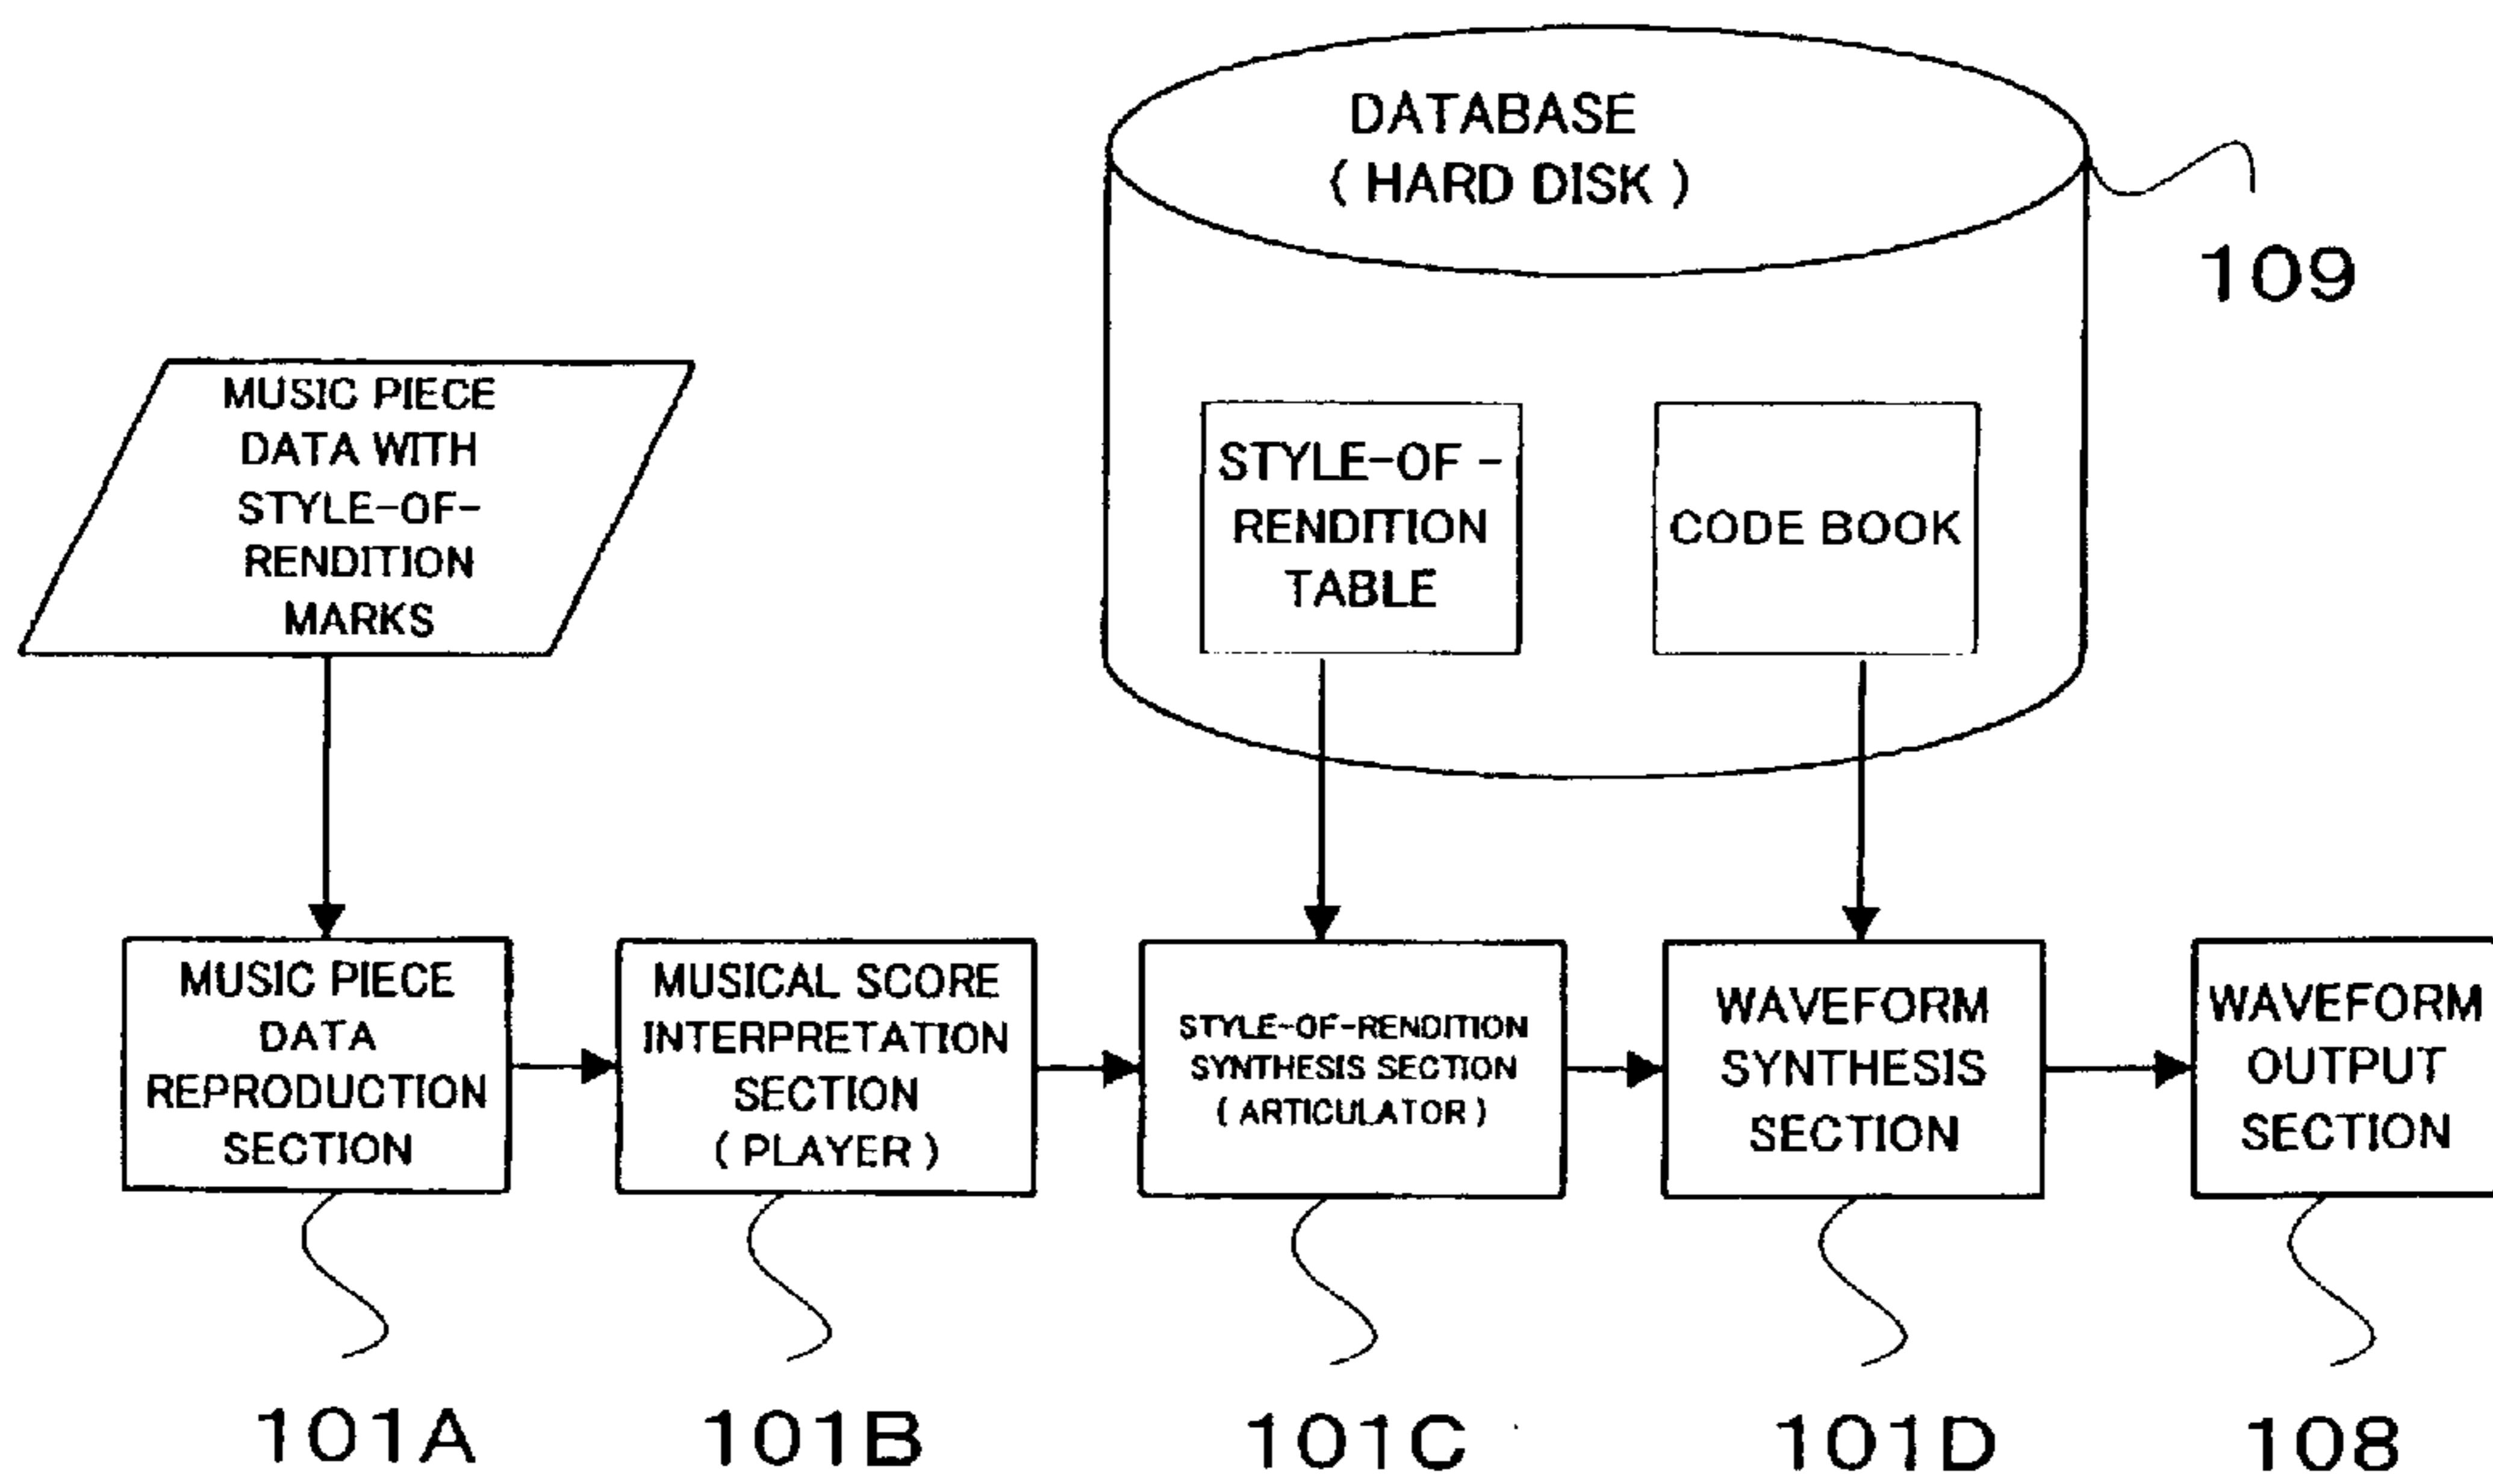 DATABASE
( HARD DISK )
109
MUSIC PIECE
DATA WITH
STYLE-OF-
RENDITION
MARKS
STYLE-OF-
RENDITION
TABLE
CODE BOOK
MUSIC PIECE
DATA
REPRODUCTION
SECTION
MUSICAL SCORE
INTERPRETATION
SECTION
( PLAYER )
STYLE-OF-RENDITION
SYNTHESIS SECTION
( ARTICULATOR )
WAVEFORM
SYNTHESIS
SECTION
WAVEFORM
OUTPUT
SECTION
101A
101B
101C
101D
108